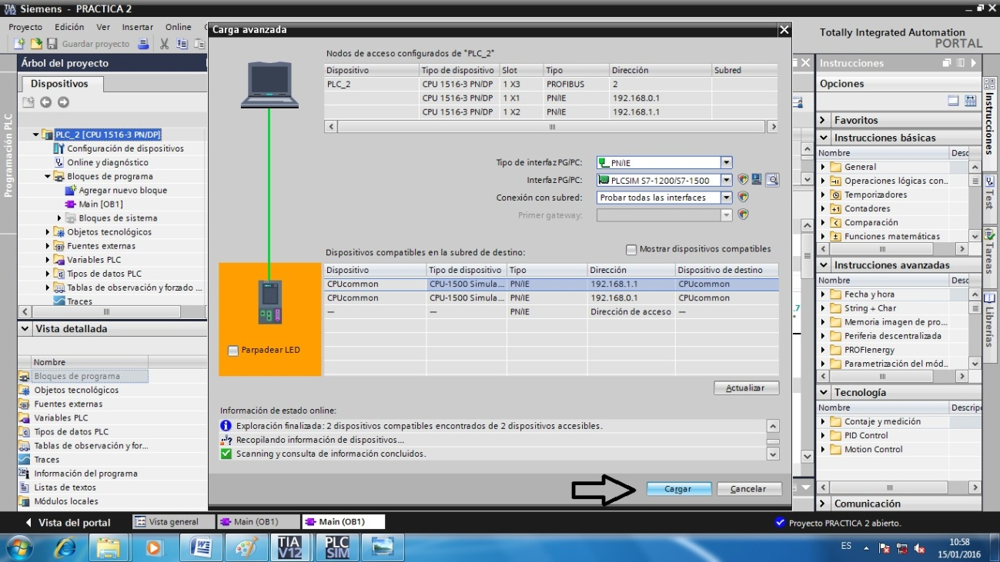 TIA V12 Siemens - PRACTICA 2
Proyecto Edición Ver Insertar Online
Guardar proyecto
Totally Integrated Automation
PORTAL
Árbol del proyecto
Dispositivos
Programación PLC
PLC_2 [CPU 1516-3 PN/DP]
Configuración de dispositivos
Online y diagnóstico
Bloques de programa
Agregar nuevo bloque
Main [OB1]
Bloques de sistema
Objetos tecnológicos
Fuentes externas
Variables PLC
Tipos de datos PLC
Tablas de observación y forzado ...
Traces
Vista detallada
Nombre
Bloques de programa
Objetos tecnológicos
Fuentes externas
Variables PLC
Tipos de datos PLC
Tablas de observación y for...
Traces
Información del programa
Listas de textos
Módulos locales
Carga avanzada
Nodos de acceso configurados de "PLC_2"
Dispositivo Tipo de dispositivo Slot Tipo Dirección Subred
PLC_2 CPU 1516-3 PN/DP 1 X3 PROFIBUS 2
CPU 1516-3 PN/DP 1 X1 PN/IE 192.168.0.1
CPU 1516-3 PN/DP 1 X2 PN/IE 192.168.1.1
Tipo de interfaz PG/PC: PN/IE
Interfaz PG/PC: PLCSIM S7-1200/S7-1500
Conexión con subred: Probar todas las interfaces
Primer gateway:
Dispositivos compatibles en la subred de destino: Mostrar dispositivos compatibles
Dispositivo Tipo de dispositivo Tipo Dirección Dispositivo de destino
CPUcommon CPU-1500 Simula... PN/IE 192.168.1.1 CPUcommon
CPUcommon CPU-1500 Simula... PN/IE 192.168.0.1 CPUcommon
— — PN/IE Dirección de acceso —
Parpadear LED
Actualizar
Información de estado online:
Exploración finalizada: 2 dispositivos compatibles encontrados de 2 dispositivos accesibles.
Recopilando información de dispositivos...
Scanning y consulta de información concluidos.
Cargar Cancelar
Instrucciones
Opciones
Favoritos
Instrucciones básicas
Nombre Desc
General
Operaciones lógicas con..
Temporizadores
Contadores
Comparación
Funciones matemáticas
Instrucciones avanzadas
Nombre Desc
Fecha y hora
String + Char
Memoria imagen de pro...
Periferia descentralizada
PROFIenergy
Parametrización del mód..
Tecnología
Nombre Descripc
Contaje y medición
PID Control
Motion Control
Comunicación
Instrucciones
Test
Tareas
Librerías
Vista del portal Vista general Main (OB1) Main (OB1)
Proyecto PRACTICA 2 abierto.
TIA V12
PLC SIM
ES
10:58
15/01/2016